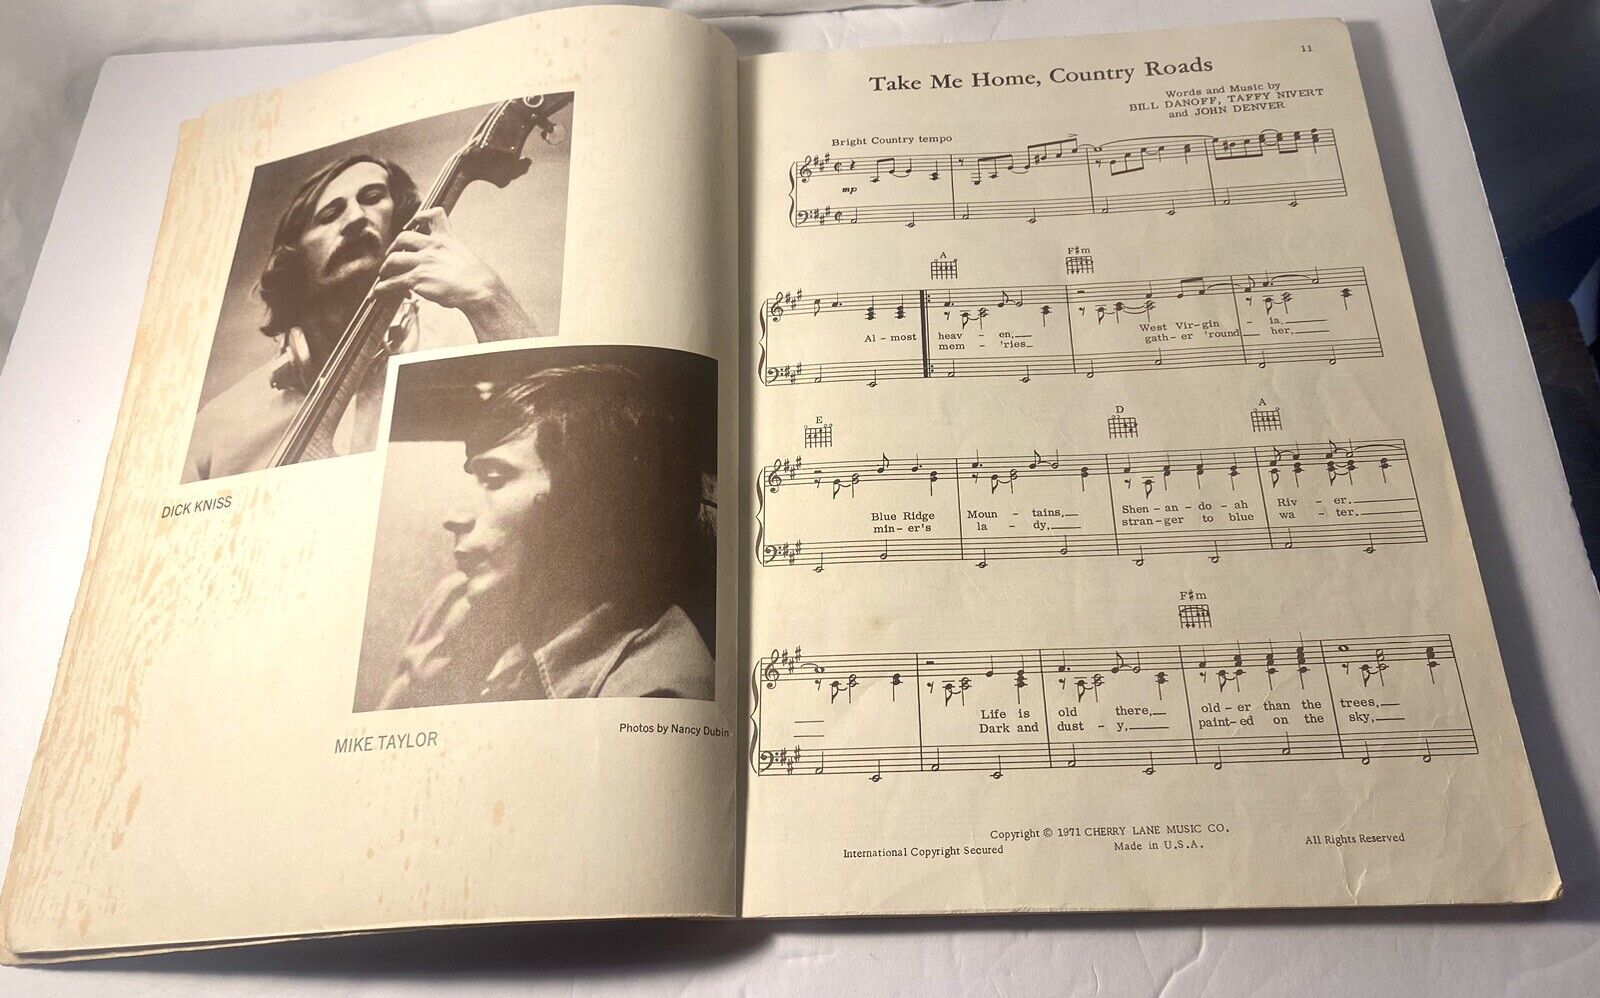 DICK KNISS
MIKE TAYLOR
Photos by Nancy Dubin
11
Take Me Home, Country Roads
Words and Music by
BILL DANOFF, TAFFY NIVERT
and JOHN DENVER
Bright Country tempo
mp
A F#m
Al - most heav - en, West Vir - gin - ia,
mem - 'ries gath - er 'round her,
E D A
Blue Ridge Moun - tains, Shen - an - do - ah Riv - er.
min - er's la - dy, stran - ger to blue wa - ter.
F#m
Life is old there, old - er than the trees,
Dark and dust - y, paint - ed on the sky,
Copyright © 1971 CHERRY LANE MUSIC CO.
International Copyright Secured Made in U.S.A. All Rights Reserved